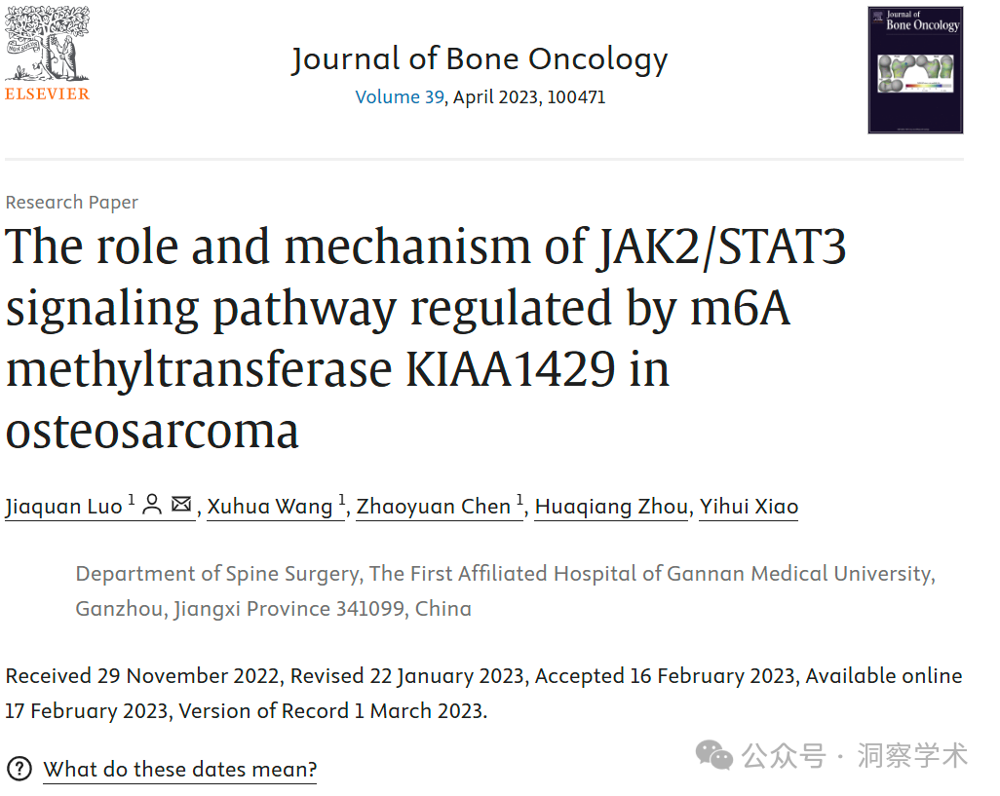 ELSEVIER
Journal of Bone Oncology
Volume 39, April 2023, 100471
Journal of
Bone Oncology
Research Paper
The role and mechanism of JAK2/STAT3
signaling pathway regulated by m6A
methyltransferase KIAA1429 in
osteosarcoma
Jiaquan Luo 1, Xuhua Wang 1, Zhaoyuan Chen 1, Huaqiang Zhou, Yihui Xiao
Department of Spine Surgery, The First Affiliated Hospital of Gannan Medical University,
Ganzhou, Jiangxi Province 341099, China
Received 29 November 2022, Revised 22 January 2023, Accepted 16 February 2023, Available online
17 February 2023, Version of Record 1 March 2023.
? What do these dates mean?
公众号 · 洞察学术